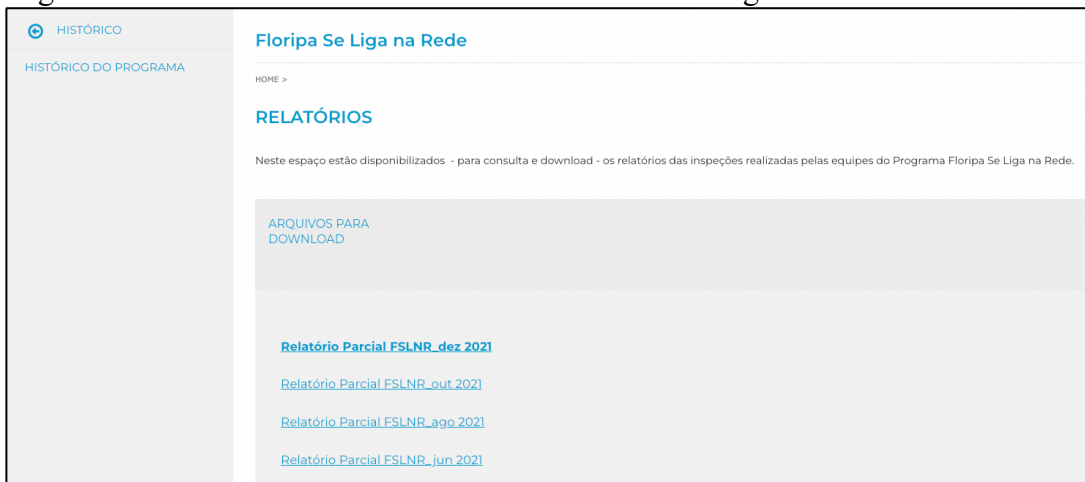 HISTÓRICO
HISTÓRICO DO PROGRAMA
Floripa Se Liga na Rede
HOME >
RELATÓRIOS
Neste espaço estão disponibilizados - para consulta e download - os relatórios das inspeções realizadas pelas equipes do Programa Floripa Se Liga na Rede.
ARQUIVOS PARA
DOWNLOAD
Relatório Parcial FSLNR_dez 2021
Relatório Parcial FSLNR_out 2021
Relatório Parcial FSLNR_ago 2021
Relatório Parcial FSLNR_jun 2021